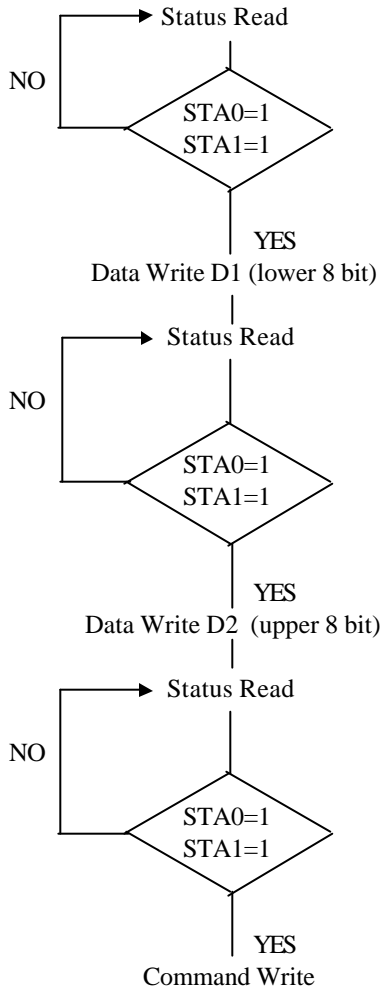 Status Read
NO
STA0=1
STA1=1
YES
Data Write D1 (lower 8 bit)
Status Read
NO
STA0=1
STA1=1
YES
Data Write D2 (upper 8 bit)
Status Read
NO
STA0=1
STA1=1
YES
Command Write